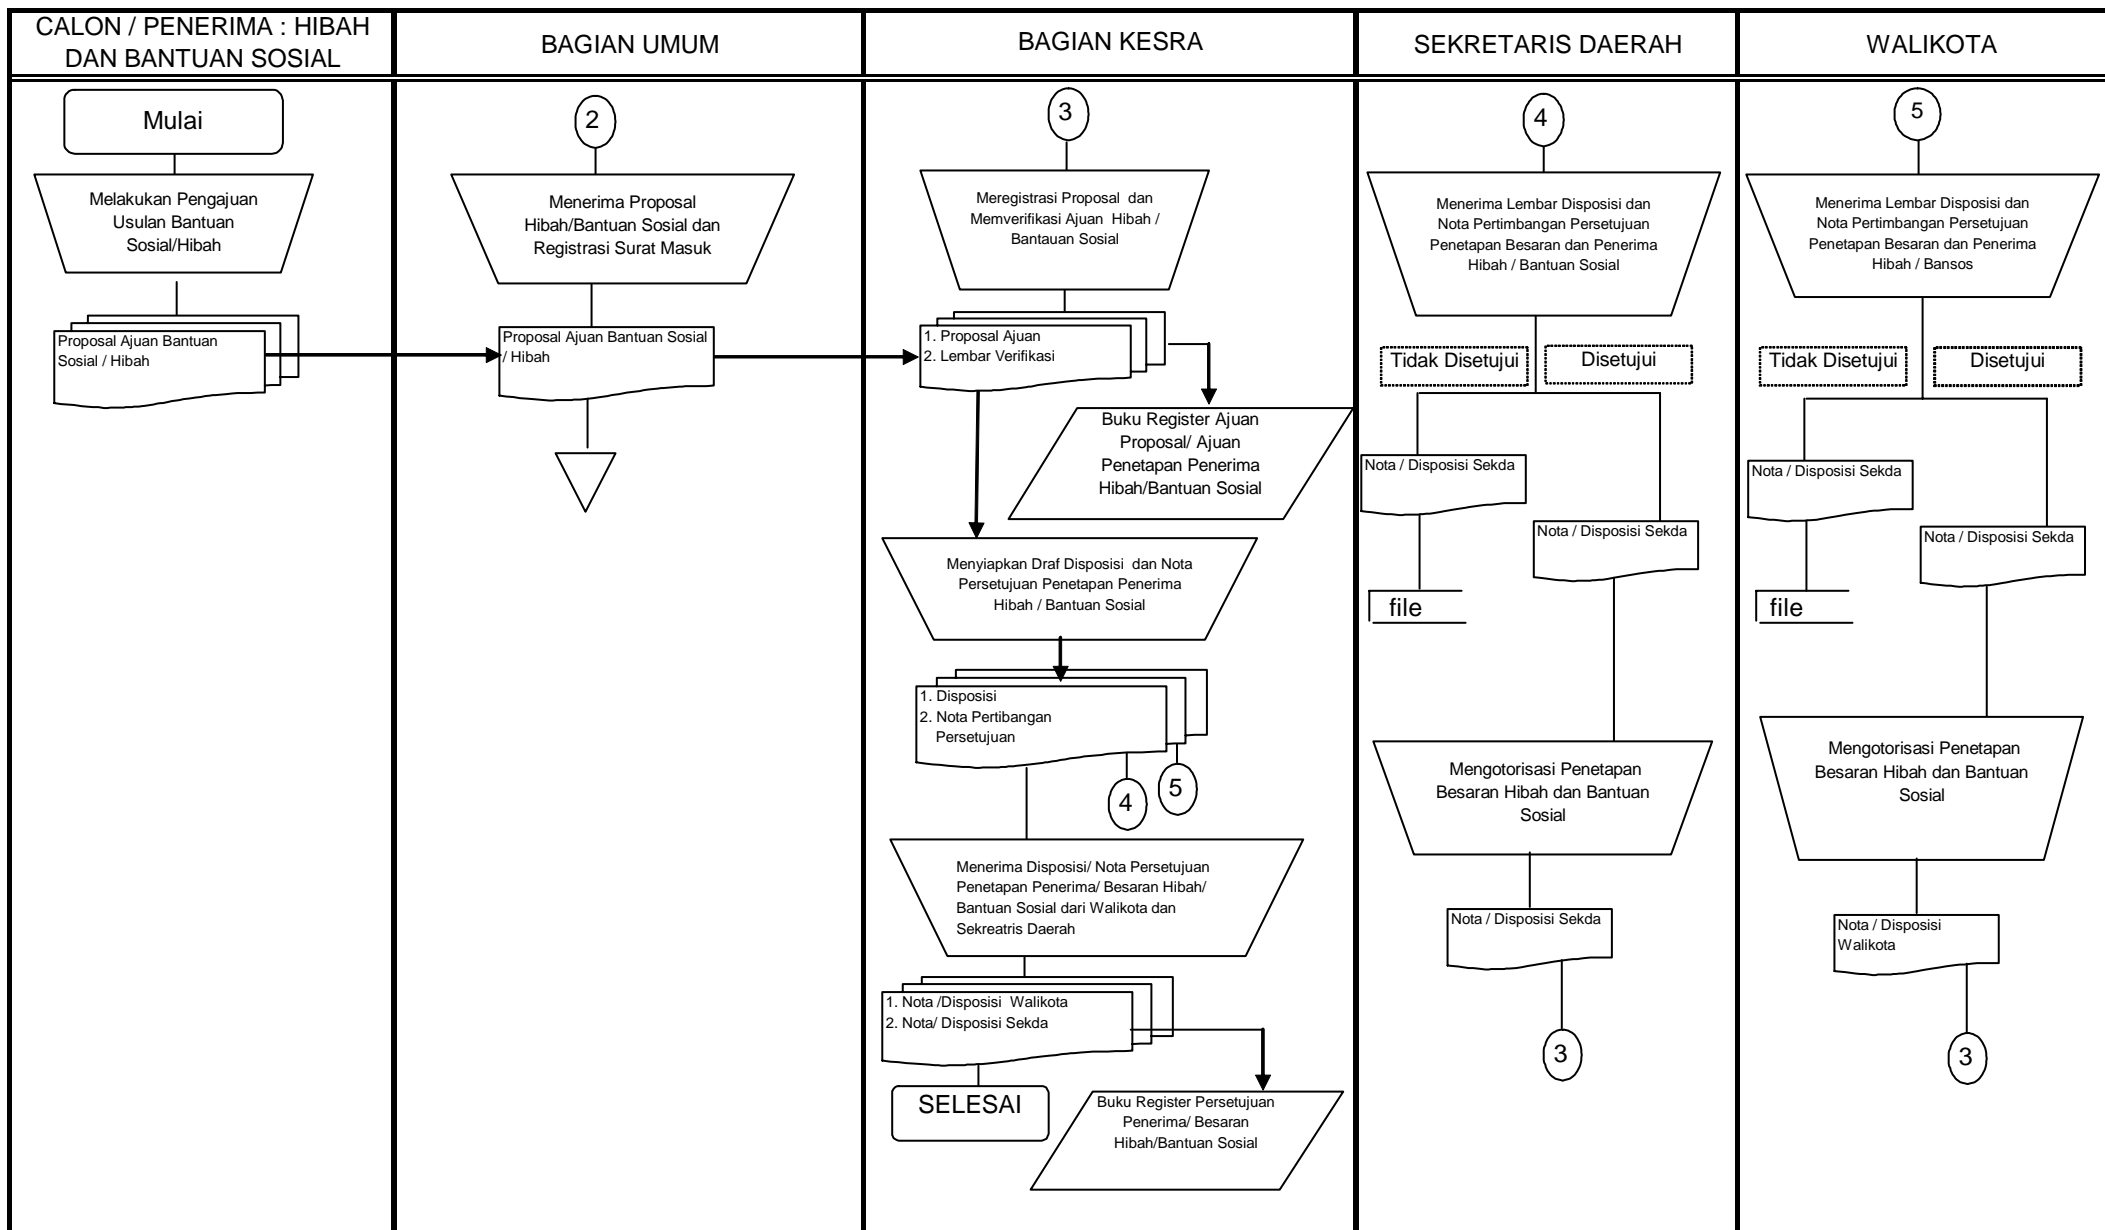 CALON / PENERIMA : HIBAH
DAN BANTUAN SOSIAL
BAGIAN UMUM
BAGIAN KESRA
SEKRETARIS DAERAH
WALIKOTA
Mulai
Melakukan Pengajuan
Usulan Bantuan
Sosial/Hibah
Proposal Ajuan Bantuan
Sosial / Hibah
2
Menerima Proposal
Hibah/Bantuan Sosial dan
Registrasi Surat Masuk
Proposal Ajuan Bantuan Sosial
/ Hibah
3
Meregistrasi Proposal dan
Memverifikasi Ajuan Hibah /
Bantauan Sosial
1. Proposal Ajuan
2. Lembar Verifikasi
Buku Register Ajuan
Proposal/ Ajuan
Penetapan Penerima
Hibah/Bantuan Sosial
Menyiapkan Draf Disposisi dan Nota
Persetujuan Penetapan Penerima
Hibah / Bantuan Sosial
1. Disposisi
2. Nota Pertibangan
Persetujuan
4
5
Menerima Disposisi/ Nota Persetujuan
Penetapan Penerima/ Besaran Hibah/
Bantuan Sosial dari Walikota dan
Sekreatris Daerah
1. Nota /Disposisi Walikota
2. Nota/ Disposisi Sekda
SELESAI
Buku Register Persetujuan
Penerima/ Besaran
Hibah/Bantuan Sosial
4
Menerima Lembar Disposisi dan
Nota Pertimbangan Persetujuan
Penetapan Besaran dan Penerima
Hibah / Bantuan Sosial
Tidak Disetujui
Disetujui
Nota / Disposisi Sekda
Nota / Disposisi Sekda
file
Mengotorisasi Penetapan
Besaran Hibah dan Bantuan
Sosial
Nota / Disposisi Sekda
3
5
Menerima Lembar Disposisi dan
Nota Pertimbangan Persetujuan
Penetapan Besaran dan Penerima
Hibah / Bansos
Tidak Disetujui
Disetujui
Nota / Disposisi Sekda
Nota / Disposisi Sekda
file
Mengotorisasi Penetapan
Besaran Hibah dan Bantuan
Sosial
Nota / Disposisi
Walikota
3